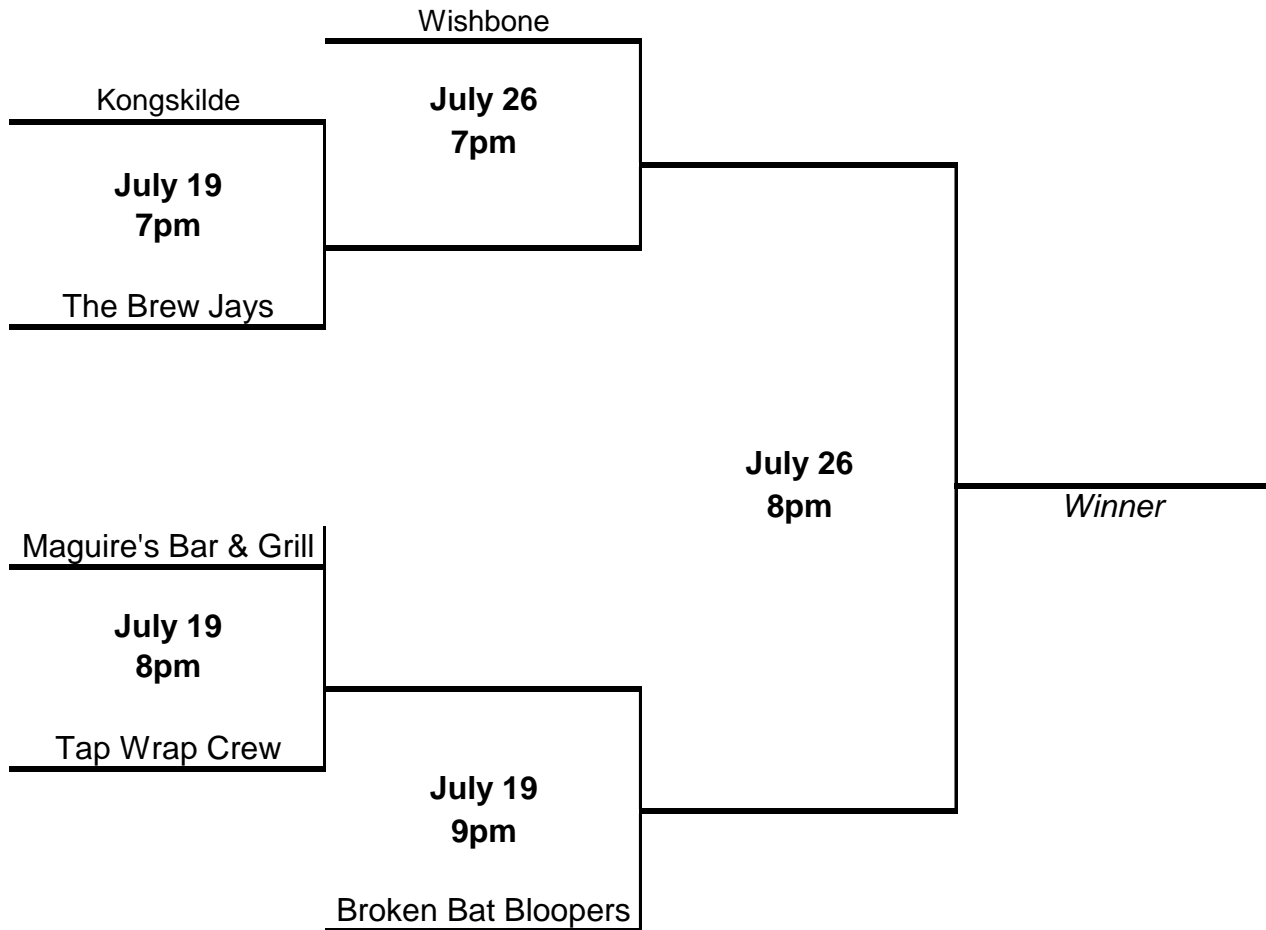 Wishbone
Kongskilde
July 26
7pm
July 19
7pm
The Brew Jays
July 26
8pm
Winner
Maguire's Bar & Grill
July 19
8pm
Tap Wrap Crew
July 19
9pm
Broken Bat Bloopers